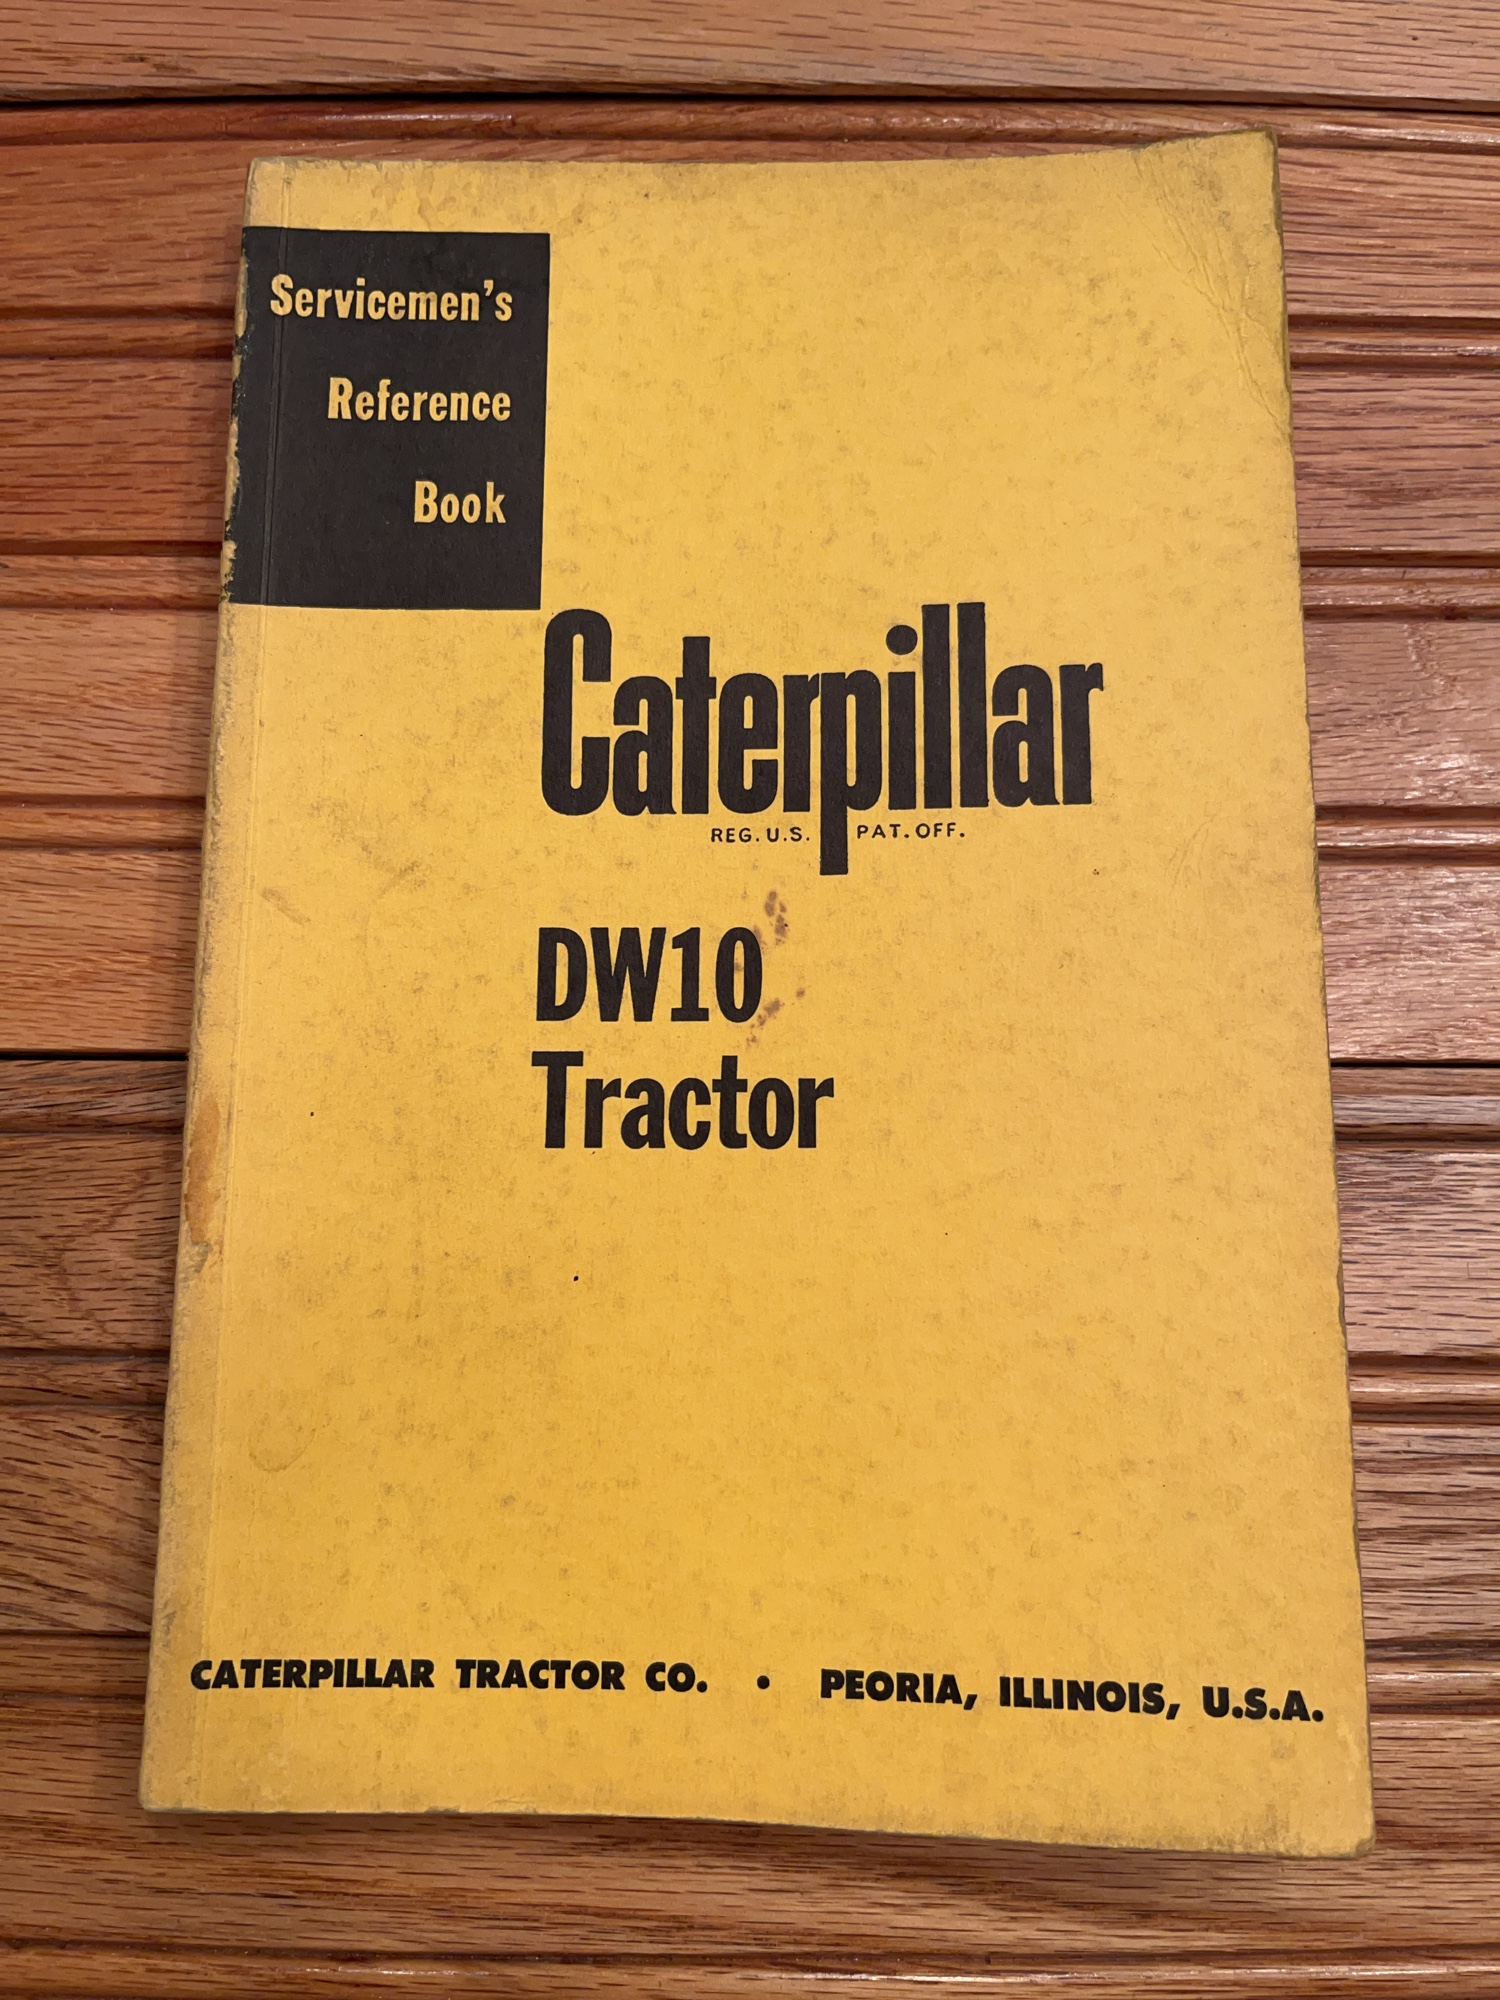 Servicemen's
Reference
Book
Caterpillar
REG. U.S. PAT. OFF.
DW10
Tractor
CATERPILLAR TRACTOR CO. • PEORIA, ILLINOIS, U.S.A.